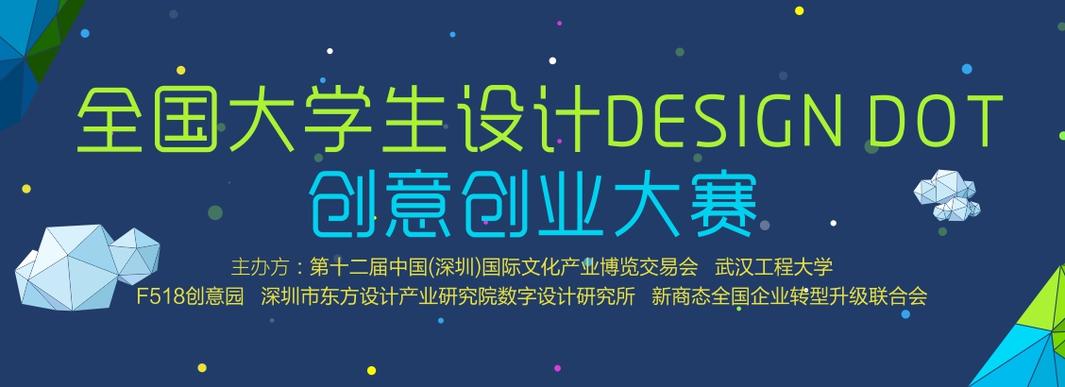 全国大学生设计DESIGN DOT
创意创业大赛
主办方：第十二届中国(深圳)国际文化产业博览交易会 武汉工程大学
F518创意园 深圳市东方设计产业研究院数字设计研究所 新商态全国企业转型升级联合会